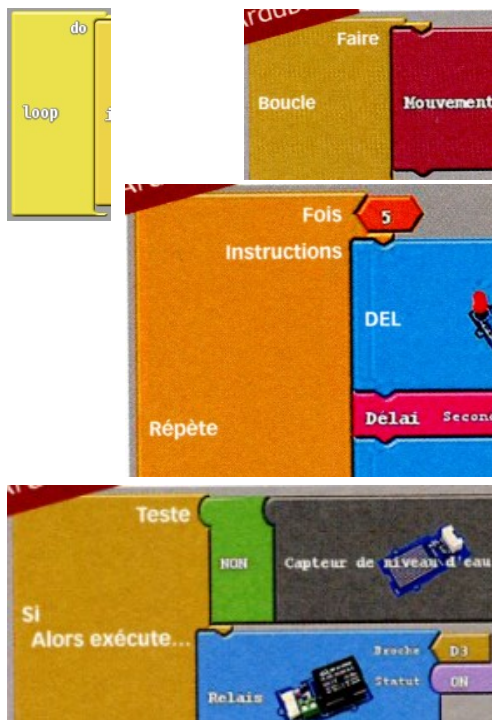 do
loop
Faire
Boucle
Mouvement
Fois 5
Instructions
DEL
Répète
Délai
Teste
NON
Capteur de niveau d'eau
Si
Alors exécute...
Broche D3
Statut ON
Relais